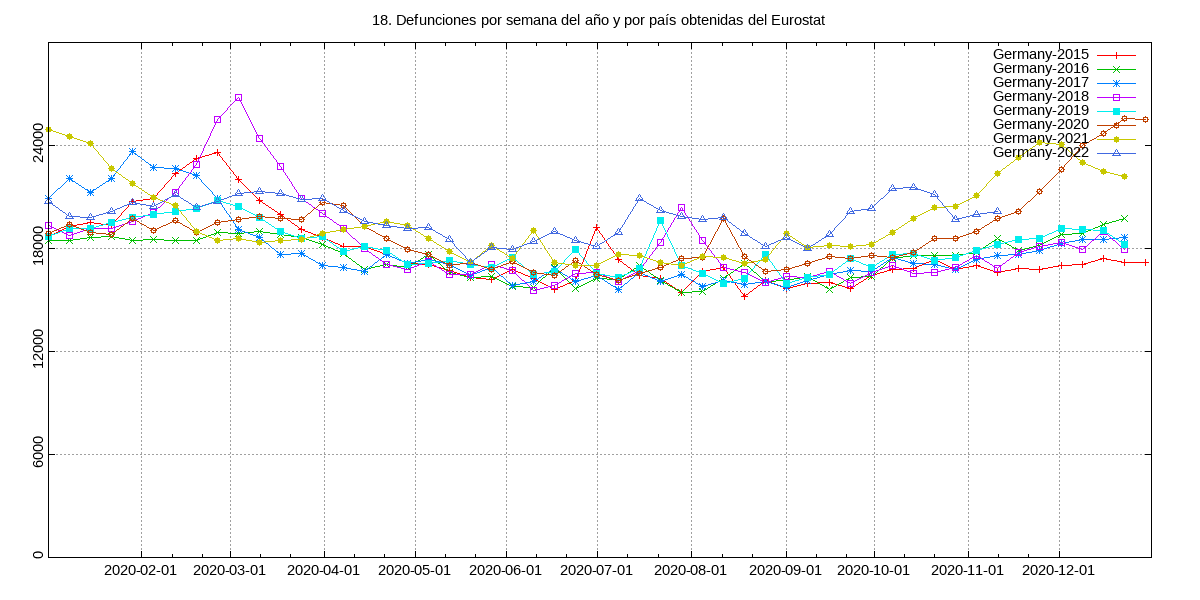 18. Defunciones por semana del año y por país obtenidas del Eurostat
Germany-2015
Germany-2016
Germany-2017
Germany-2018
Germany-2019
Germany-2020
Germany-2021
Germany-2022
24000
18000
12000
6000
0
2020-02-01 2020-03-01 2020-04-01 2020-05-01 2020-06-01 2020-07-01 2020-08-01 2020-09-01 2020-10-01 2020-11-01 2020-12-01